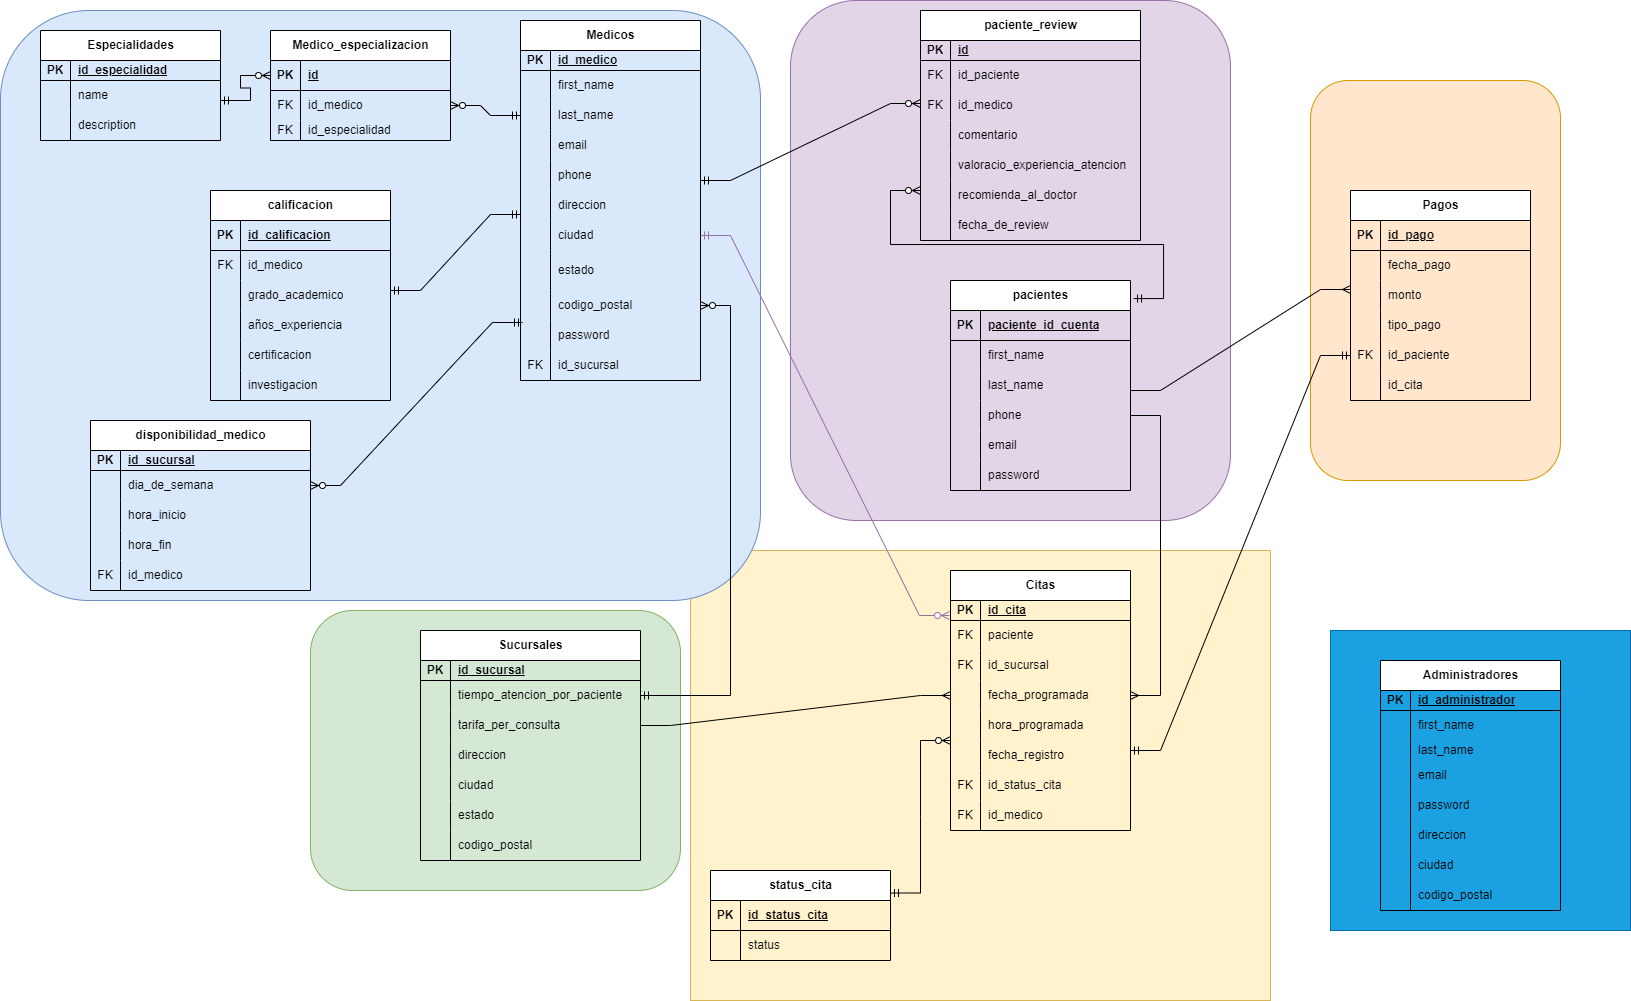 Especialidades
PK id_especialidad
name
description
Medico_especializacion
PK id
FK id_medico
FK id_especialidad
Medicos
PK id_medico
first_name
last_name
email
phone
direccion
ciudad
estado
codigo_postal
password
FK id_sucursal
calificacion
PK id_calificacion
FK id_medico
grado_academico
años_experiencia
certificacion
investigacion
disponibilidad_medico
PK id_sucursal
dia_de_semana
hora_inicio
hora_fin
FK id_medico
paciente_review
PK id
FK id_paciente
FK id_medico
comentario
valoracio_experiencia_atencion
recomienda_al_doctor
fecha_de_review
pacientes
PK paciente_id_cuenta
first_name
last_name
phone
email
password
Pagos
PK id_pago
fecha_pago
monto
tipo_pago
FK id_paciente
id_cita
Sucursales
PK id_sucursal
tiempo_atencion_por_paciente
tarifa_per_consulta
direccion
ciudad
estado
codigo_postal
Citas
PK id_cita
FK paciente
FK id_sucursal
fecha_programada
hora_programada
fecha_registro
FK id_status_cita
FK id_medico
status_cita
PK id_status_cita
status
Administradores
PK id_administrador
first_name
last_name
email
password
direccion
ciudad
codigo_postal